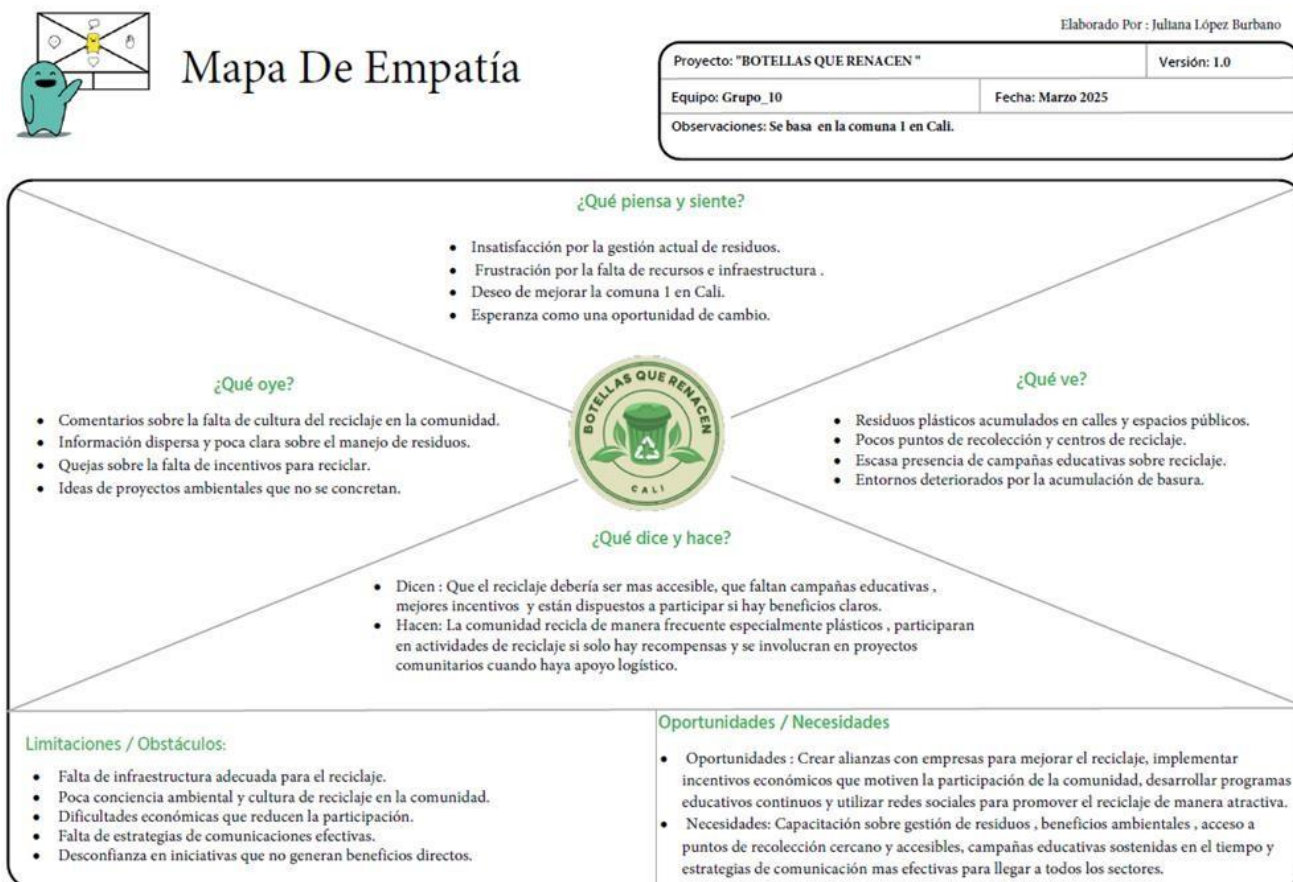 Elaborado Por : Juliana López Burbano
Mapa De Empatía
Proyecto: "BOTELLAS QUE RENACEN "
Versión: 1.0
Equipo: Grupo_10
Fecha: Marzo 2025
Observaciones: Se basa en la comuna 1 en Cali.
¿Qué piensa y siente?
• Insatisfacción por la gestión actual de residuos.
• Frustración por la falta de recursos e infraestructura .
• Deseo de mejorar la comuna 1 en Cali.
• Esperanza como una oportunidad de cambio.
¿Qué oye?
• Comentarios sobre la falta de cultura del reciclaje en la comunidad.
• Información dispersa y poca clara sobre el manejo de residuos.
• Quejas sobre la falta de incentivos para reciclar.
• Ideas de proyectos ambientales que no se concretan.
BOTELLAS QUE RENACEN
CALI
¿Qué ve?
• Residuos plásticos acumulados en calles y espacios públicos.
• Pocos puntos de recolección y centros de reciclaje.
• Escasa presencia de campañas educativas sobre reciclaje.
• Entornos deteriorados por la acumulación de basura.
¿Qué dice y hace?
• Dicen : Que el reciclaje debería ser mas accesible, que faltan campañas educativas ,
mejores incentivos y están dispuestos a participar si hay beneficios claros.
• Hacen: La comunidad recicla de manera frecuente especialmente plásticos , participaran
en actividades de reciclaje si solo hay recompensas y se involucran en proyectos
comunitarios cuando haya apoyo logístico.
Limitaciones / Obstáculos:
• Falta de infraestructura adecuada para el reciclaje.
• Poca conciencia ambiental y cultura de reciclaje en la comunidad.
• Dificultades económicas que reducen la participación.
• Falta de estrategias de comunicaciones efectivas.
• Desconfianza en iniciativas que no generan beneficios directos.
Oportunidades / Necesidades
• Oportunidades : Crear alianzas con empresas para mejorar el reciclaje, implementar
incentivos económicos que motiven la participación de la comunidad, desarrollar programas
educativos continuos y utilizar redes sociales para promover el reciclaje de manera atractiva.
• Necesidades: Capacitación sobre gestión de residuos , beneficios ambientales , acceso a
puntos de recolección cercano y accesibles, campañas educativas sostenidas en el tiempo y
estrategias de comunicación mas efectivas para llegar a todos los sectores.